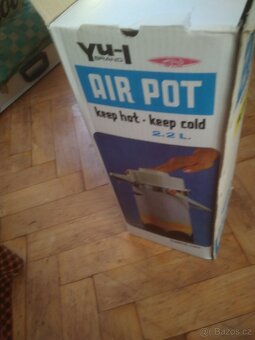 Yu-I
BRAND
AIR POT
keep hot - keep cold
2.2 L.
Bazos.cz